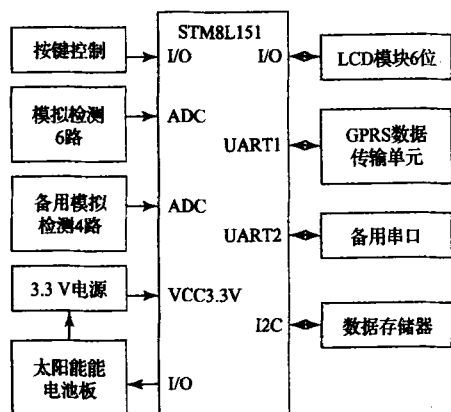 STM8L151
按键控制
I/O
I/O
LCD模块6位
模拟检测
6路
ADC
UART1
GPRS数据
传输单元
备用模拟
检测4路
ADC
UART2
备用串口
3.3 V电源
VCC3.3V
I2C
数据存储器
太阳能能
电池板
I/O